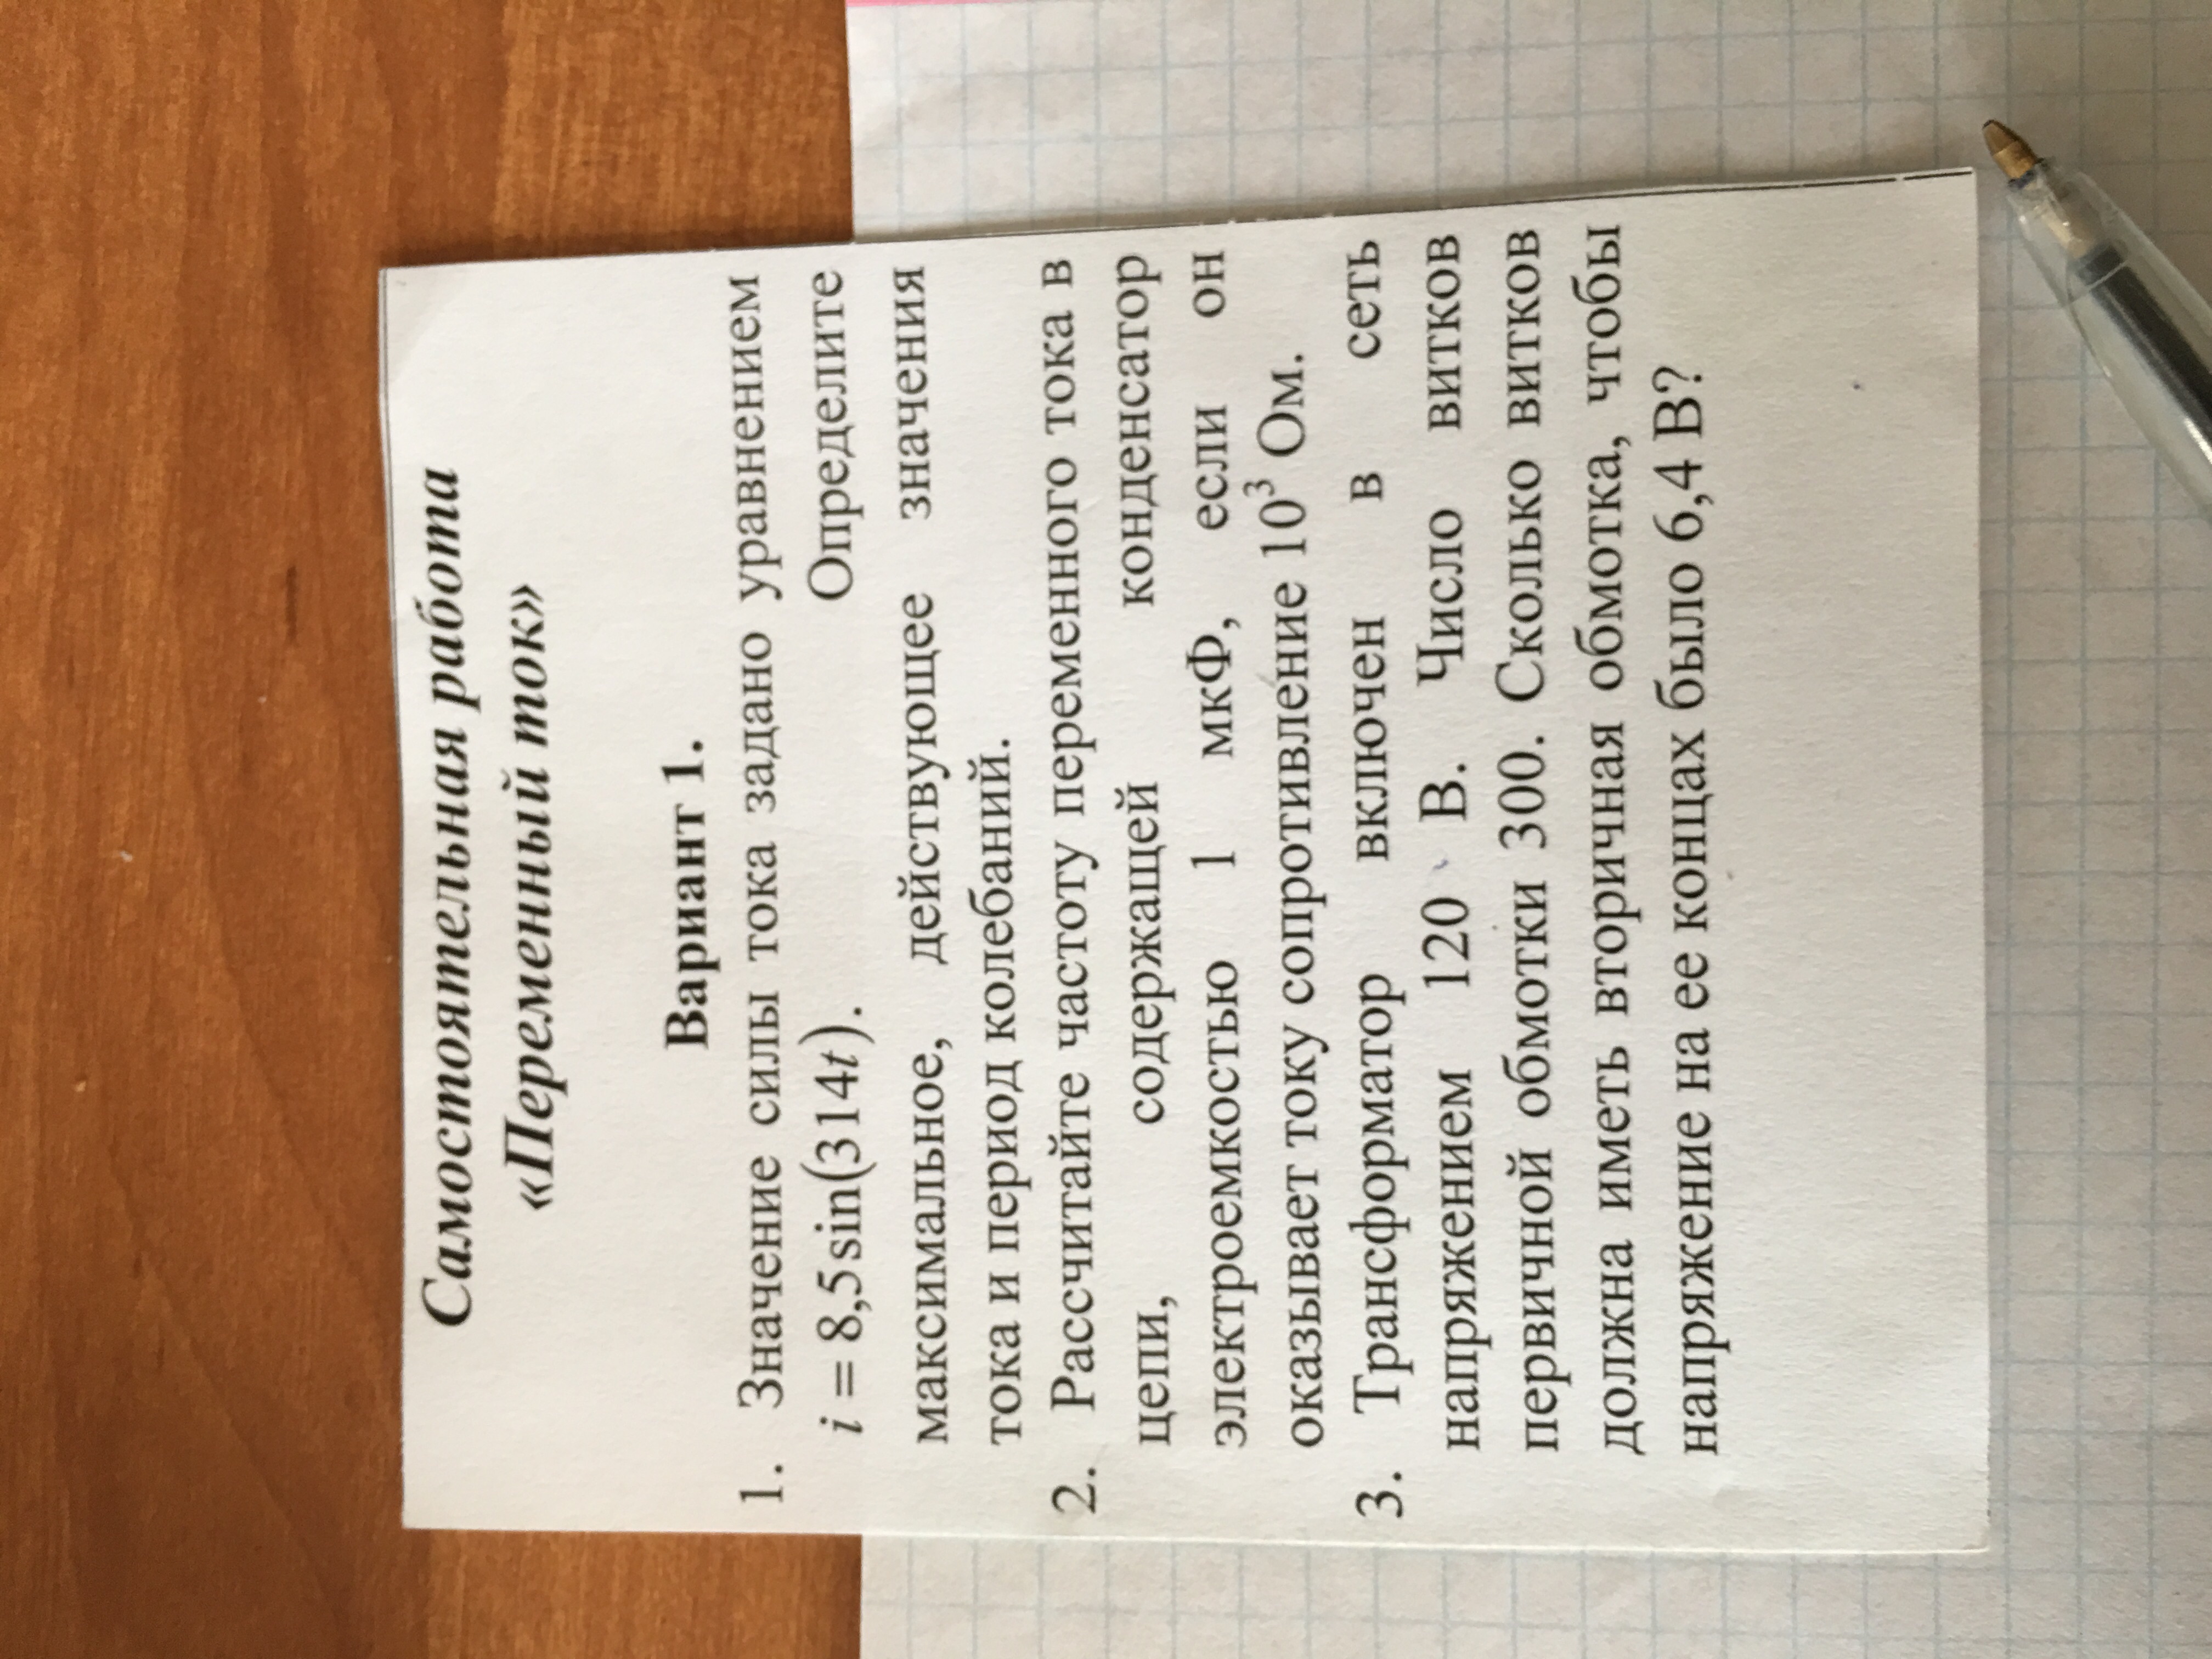 Самостоятельная работа
«Переменный ток»
Вариант 1.
1. Значение силы тока задано уравнением
i = 8,5sin(314t). Определите
максимальное, действующее значения
тока и период колебаний.
2. Рассчитайте частоту переменного тока в
цепи, содержащей конденсатор
электроемкостью 1 мкФ, если он
оказывает току сопротивление 10³ Ом.
3. Трансформатор включен в сеть
напряжением 120 В. Число витков
первичной обмотки 300. Сколько витков
должна иметь вторичная обмотка, чтобы
напряжение на ее концах было 6,4 В?